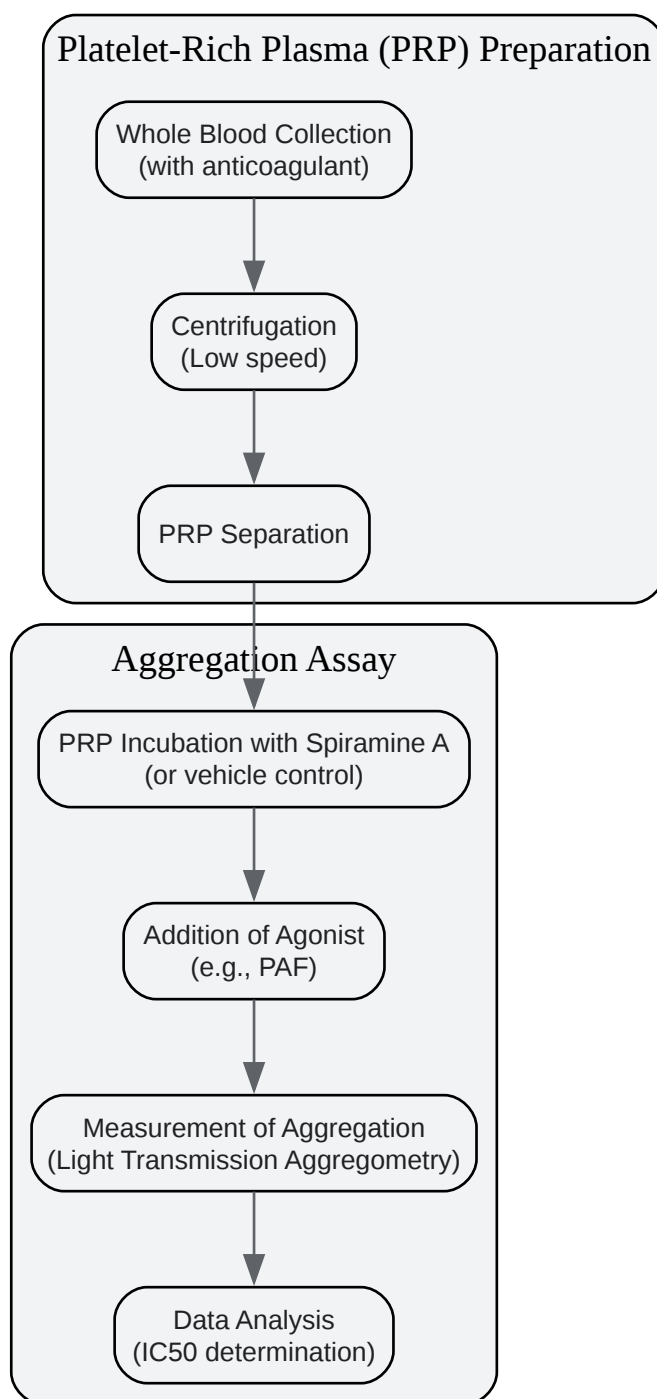 Platelet-Rich Plasma (PRP) Preparation
Whole Blood Collection
(with anticoagulant)
Centrifugation
(Low speed)
PRP Separation
Aggregation Assay
PRP Incubation with Spiramine A
(or vehicle control)
Addition of Agonist
(e.g., PAF)
Measurement of Aggregation
(Light Transmission Aggregometry)
Data Analysis
(IC50 determination)